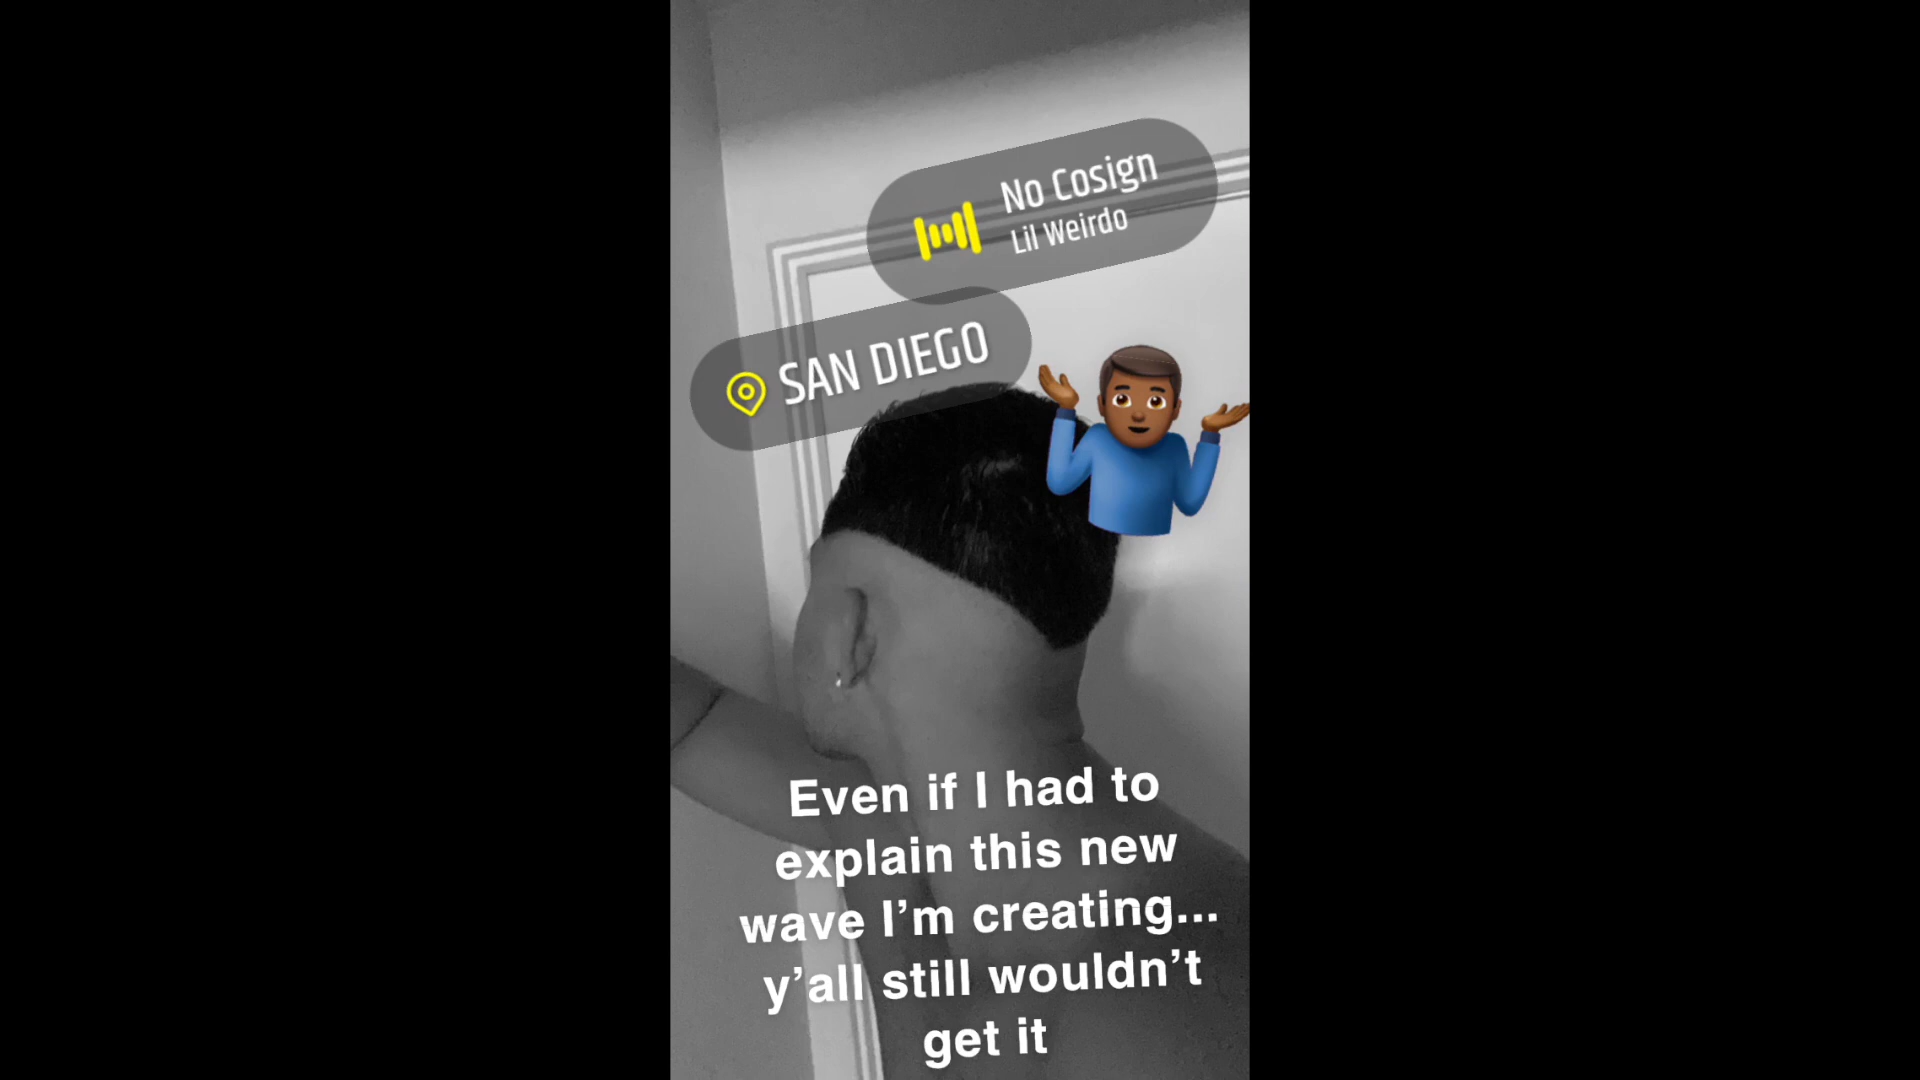 No Cosign
Lil Weirdo
SAN DIEGO
Even if I had to
explain this new
wave I’m creating...
y’all still wouldn’t
get it